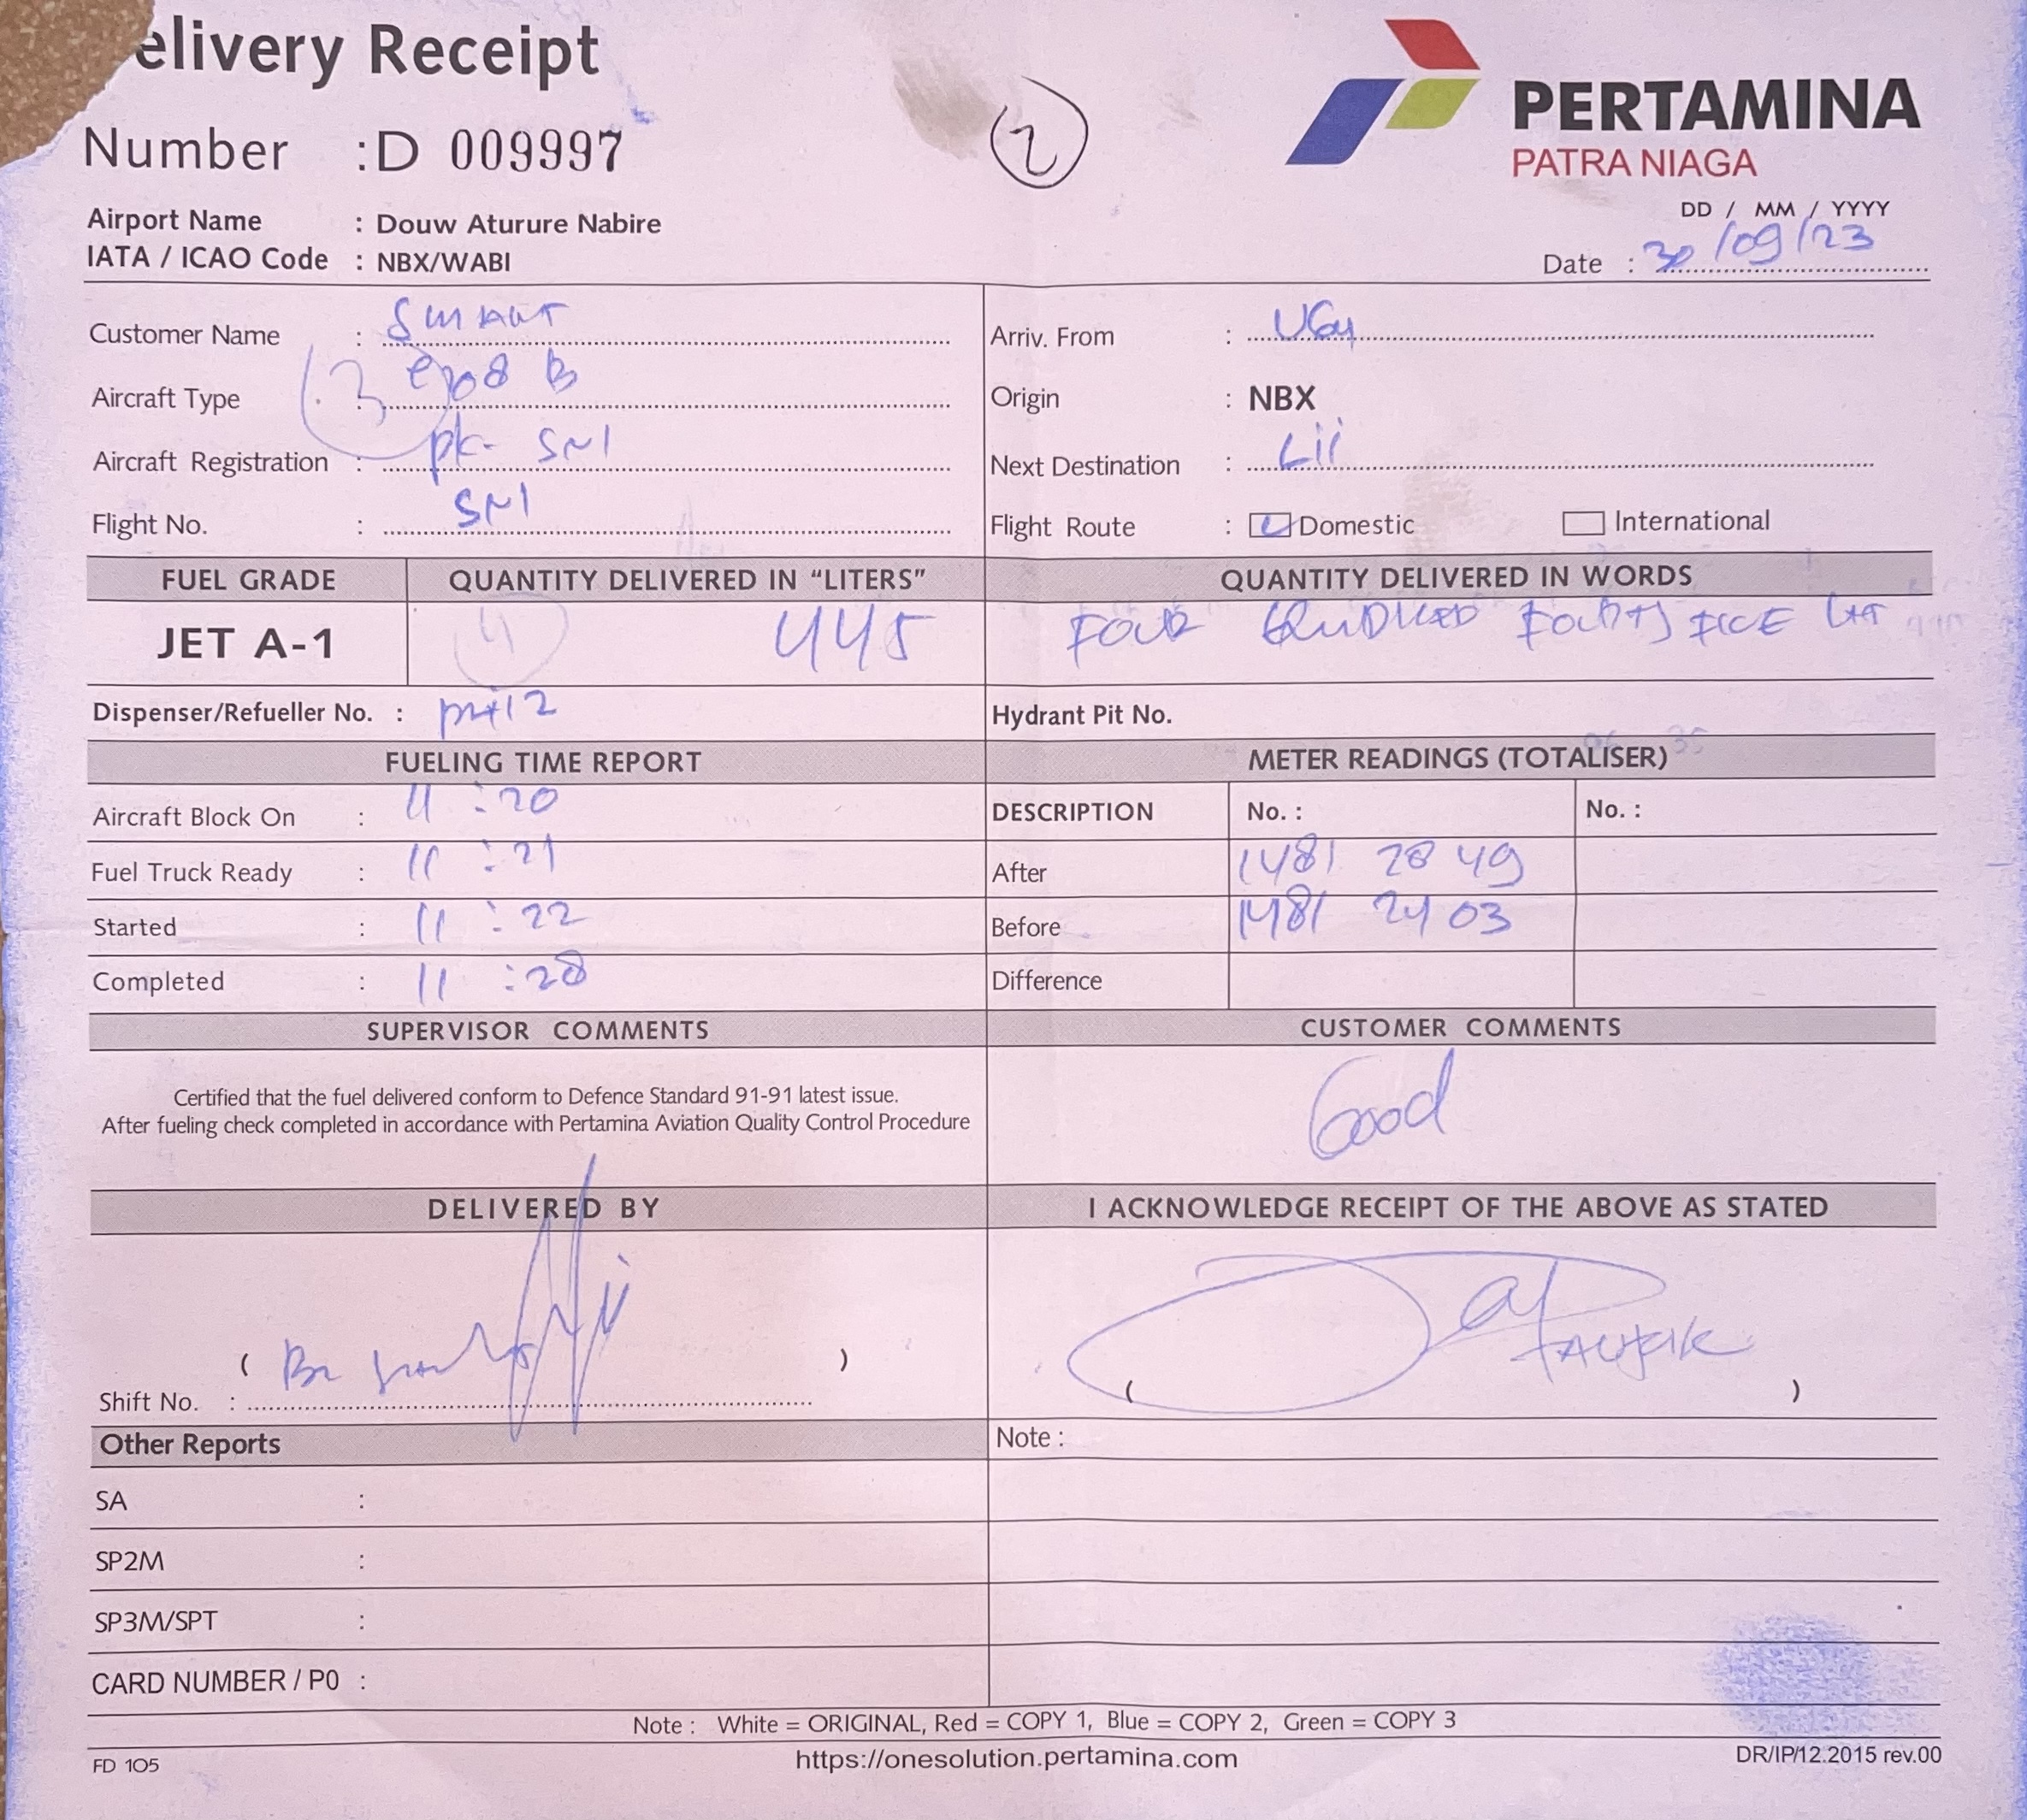 elivery Receipt
Number : D 009997
2
PERTAMINA
PATRA NIAGA
Airport Name : Douw Aturure Nabire
IATA / ICAO Code : NBX/WABI
DD / MM / YYYY
Date : 30/09/23
Customer Name : Smart
Aircraft Type : C208 B
Aircraft Registration : PK- SNI
Flight No. : SNI
Arriv. From : UGU
Origin : NBX
Next Destination : Lii
Flight Route : Domestic International
FUEL GRADE QUANTITY DELIVERED IN "LITERS" QUANTITY DELIVERED IN WORDS
JET A-1 445 FOUR FIVE
Dispenser/Refueller No. : Hydrant Pit No.
FUELING TIME REPORT METER READINGS (TOTALISER)
Aircraft Block On : 11 : 20 DESCRIPTION No. : No. :
Fuel Truck Ready : 11 : 21 After 1481 28 49
Started : 11 : 22 Before 1481 24 03
Completed : 11 : 28 Difference
SUPERVISOR COMMENTS CUSTOMER COMMENTS
Certified that the fuel delivered conform to Defence Standard 91-91 latest issue.
After fueling check completed in accordance with Pertamina Aviation Quality Control Procedure
Good
DELIVERED BY I ACKNOWLEDGE RECEIPT OF THE ABOVE AS STATED
( )
( )
Shift No. :
Other Reports Note :
SA :
SP2M :
SP3M/SPT :
CARD NUMBER / P0 :
Note : White = ORIGINAL, Red = COPY 1, Blue = COPY 2, Green = COPY 3
FD 105 https://onesolution.pertamina.com DR/IP/12.2015 rev.00